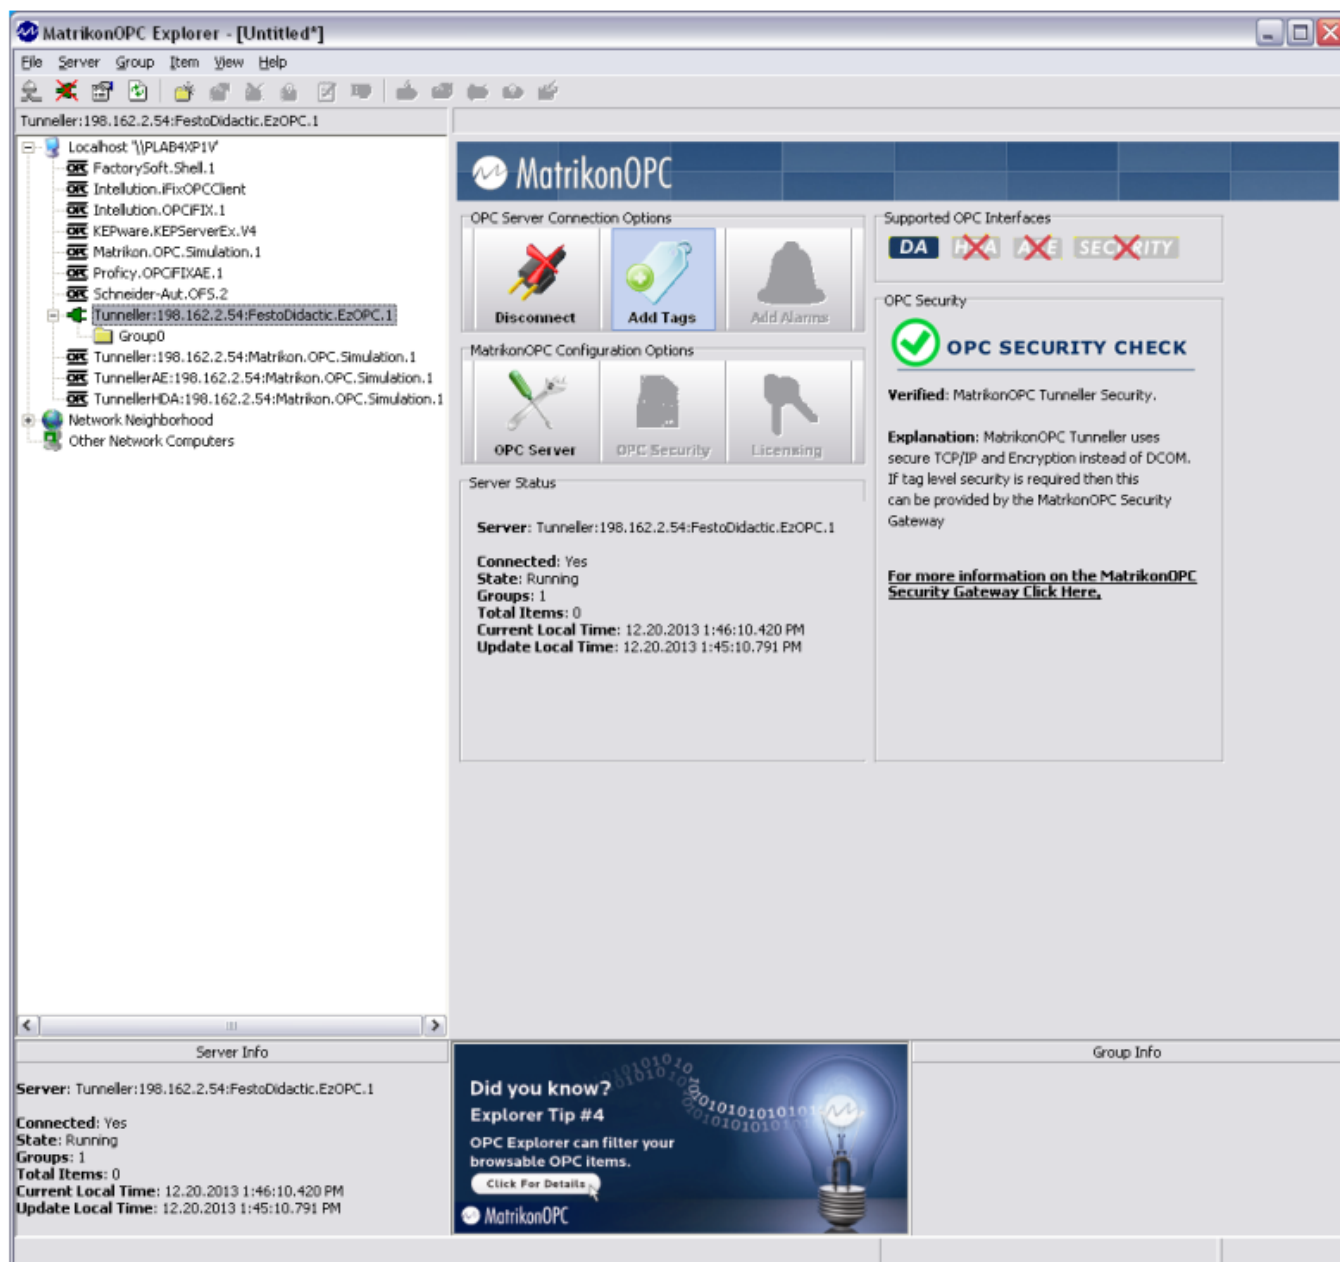 MatrikonOPC Explorer - [Untitled*]
File Server Group Item View Help
Tunneller:198.162.2.54:FestoDidactic.EzOPC.1
Localhost '\\PLAB4XP1V'
OPC FactorySoft.Shell.1
OPC Intellution.iFixOPCClient
OPC Intellution.OPCiFIX.1
OPC KEPware.KEPServerEx.V4
OPC Matrikon.OPC.Simulation.1
OPC Proficy.OPCiFIXAE.1
OPC Schneider-Aut.OFS.2
Tunneller:198.162.2.54:FestoDidactic.EzOPC.1
Group0
OPC Tunneller:198.162.2.54:Matrikon.OPC.Simulation.1
OPC TunnellerAE:198.162.2.54:Matrikon.OPC.Simulation.1
OPC TunnellerHDA:198.162.2.54:Matrikon.OPC.Simulation.1
Network Neighborhood
Other Network Computers
MatrikonOPC
OPC Server Connection Options
Disconnect Add Tags Add Alarms
MatrikonOPC Configuration Options
OPC Server OPC Security Licensing
Server Status
Server: Tunneller:198.162.2.54:FestoDidactic.EzOPC.1
Connected: Yes
State: Running
Groups: 1
Total Items: 0
Current Local Time: 12.20.2013 1:46:10.420 PM
Update Local Time: 12.20.2013 1:45:10.791 PM
Supported OPC Interfaces
DA HDA A&E SECURITY
OPC Security
OPC SECURITY CHECK
Verified: MatrikonOPC Tunneller Security.
Explanation: MatrikonOPC Tunneller uses
secure TCP/IP and Encryption instead of DCOM.
If tag level security is required then this
can be provided by the MatrkonOPC Security
Gateway
For more information on the MatrikonOPC
Security Gateway Click Here.
Server Info
Server: Tunneller:198.162.2.54:FestoDidactic.EzOPC.1
Connected: Yes
State: Running
Groups: 1
Total Items: 0
Current Local Time: 12.20.2013 1:46:10.420 PM
Update Local Time: 12.20.2013 1:45:10.791 PM
Did you know?
Explorer Tip #4
OPC Explorer can filter your
browsable OPC items.
Click For Details
MatrikonOPC
Group Info